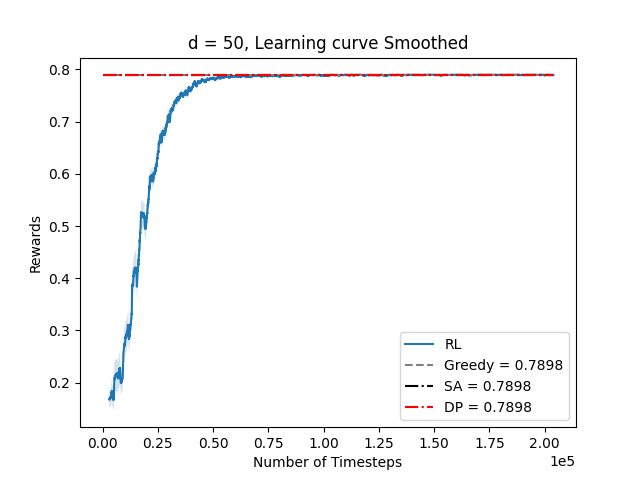 d = 50, Learning curve Smoothed
Rewards
0.8
0.7
0.6
0.5
0.4
0.3
0.2
RL
Greedy = 0.7898
SA = 0.7898
DP = 0.7898
0.00 0.25 0.50 0.75 1.00 1.25 1.50 1.75 2.00
1e5
Number of Timesteps